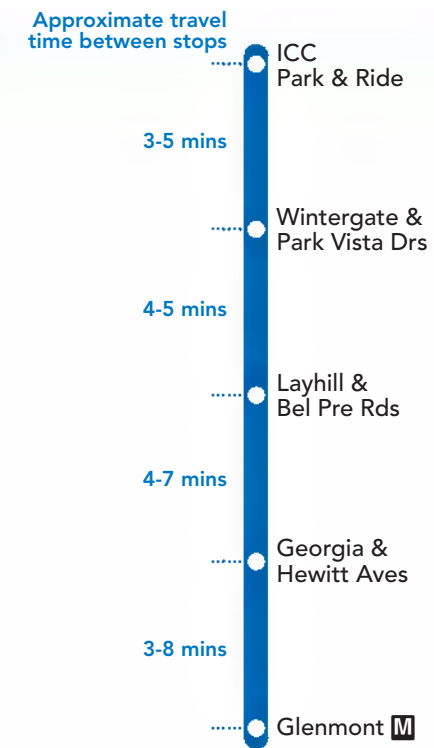 Approximate travel
time between stops
ICC
Park & Ride
3-5 mins
Wintergate &
Park Vista Drs
4-5 mins
Layhill &
Bel Pre Rds
4-7 mins
Georgia &
Hewitt Aves
3-8 mins
Glenmont M